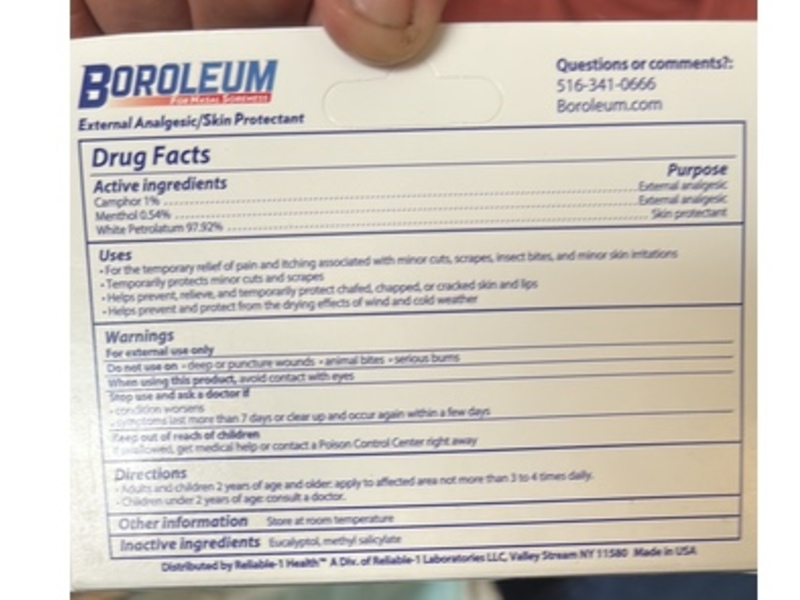 BOROLEUM
FOR NASAL SORENESS
External Analgesic/Skin Protectant
Questions or comments?:
516-341-0666
Boroleum.com
Drug Facts
Active ingredients Purpose
Camphor 1% External analgesic
Menthol 0.54% External analgesic
White Petrolatum 97.92% Skin protectant
Uses
• For the temporary relief of pain and itching associated with minor cuts, scrapes, insect bites, and minor skin irritations
• Temporarily protects minor cuts and scrapes
• Helps prevent, relieve, and temporarily protect chafed, chapped, or cracked skin and lips
• Helps prevent and protect from the drying effects of wind and cold weather
Warnings
For external use only
Do not use on • deep or puncture wounds • animal bites • serious burns
When using this product, avoid contact with eyes
Stop use and ask a doctor if
• condition worsens
• symptoms last more than 7 days or clear up and occur again within a few days
Keep out of reach of children
If swallowed, get medical help or contact a Poison Control Center right away
Directions
• Adults and children 2 years of age and older: apply to affected area not more than 3 to 4 times daily.
• Children under 2 years of age: consult a doctor.
Other information Store at room temperature
Inactive ingredients Eucalyptol, methyl salicylate
Distributed by Reliable-1 Health™ A Div. of Reliable-1 Laboratories LLC, Valley Stream NY 11580 Made in USA